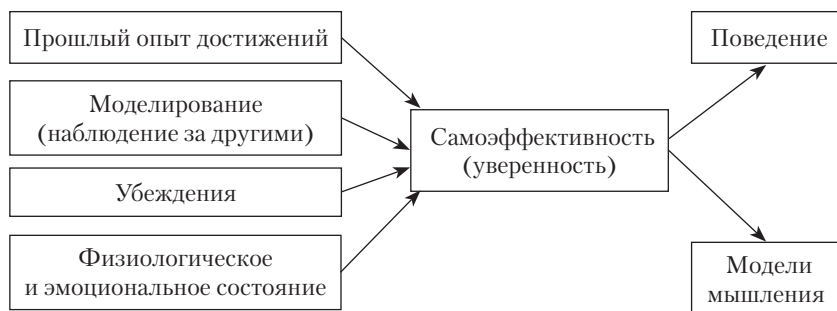 Прошлый опыт достижений
Моделирование
(наблюдение за другими)
Убеждения
Физиологическое
и эмоциональное состояние
Самоэффективность
(уверенность)
Поведение
Модели
мышления